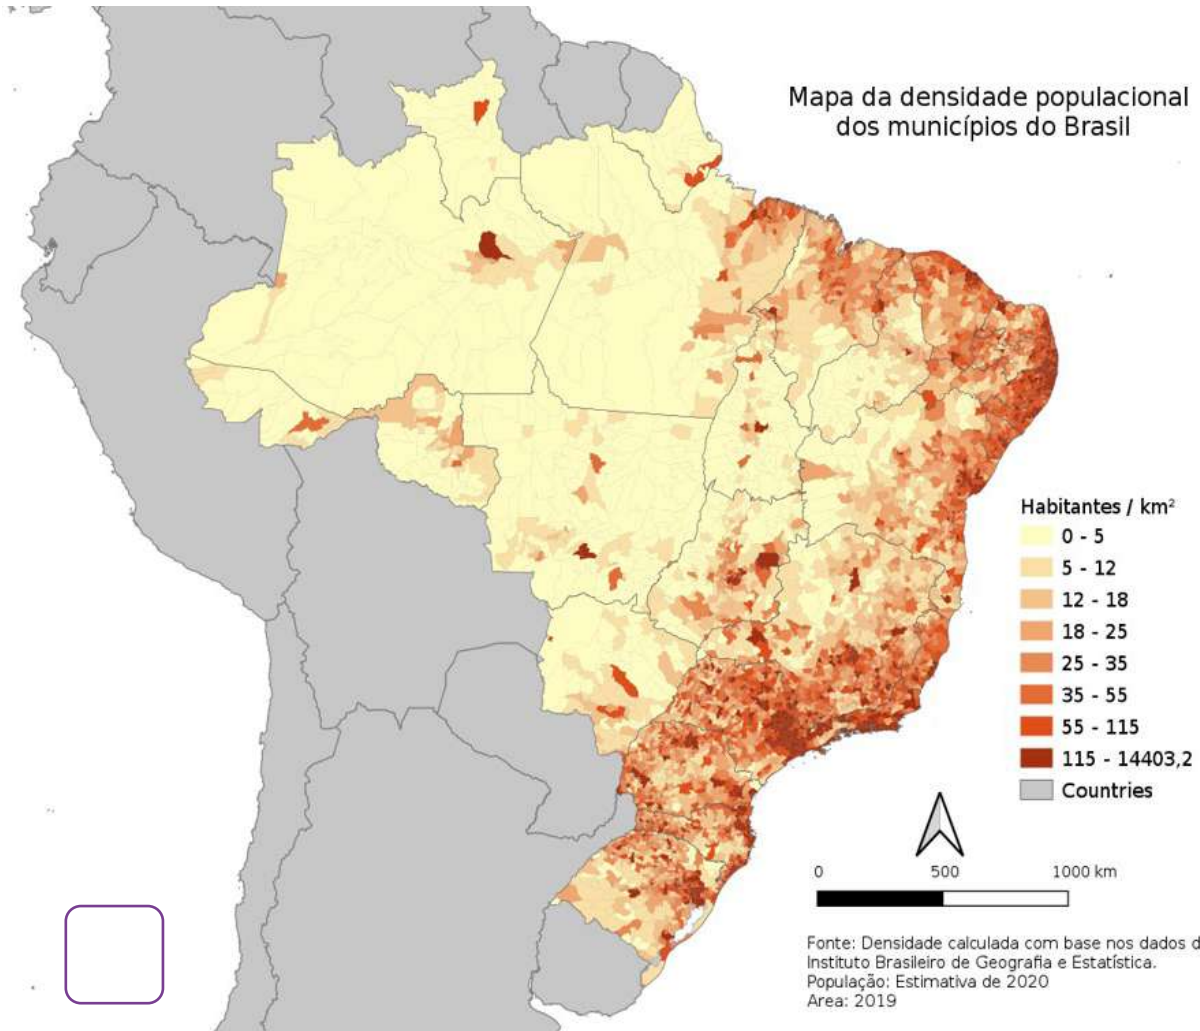 Mapa da densidade populacional
dos municípios do Brasil
Habitantes / km²
0 - 5
5 - 12
12 - 18
18 - 25
25 - 35
35 - 55
55 - 115
115 - 14403,2
Countries
0 500 1000 km
Fonte: Densidade calculada com base nos dados d
Instituto Brasileiro de Geografia e Estatística.
População: Estimativa de 2020
Area: 2019